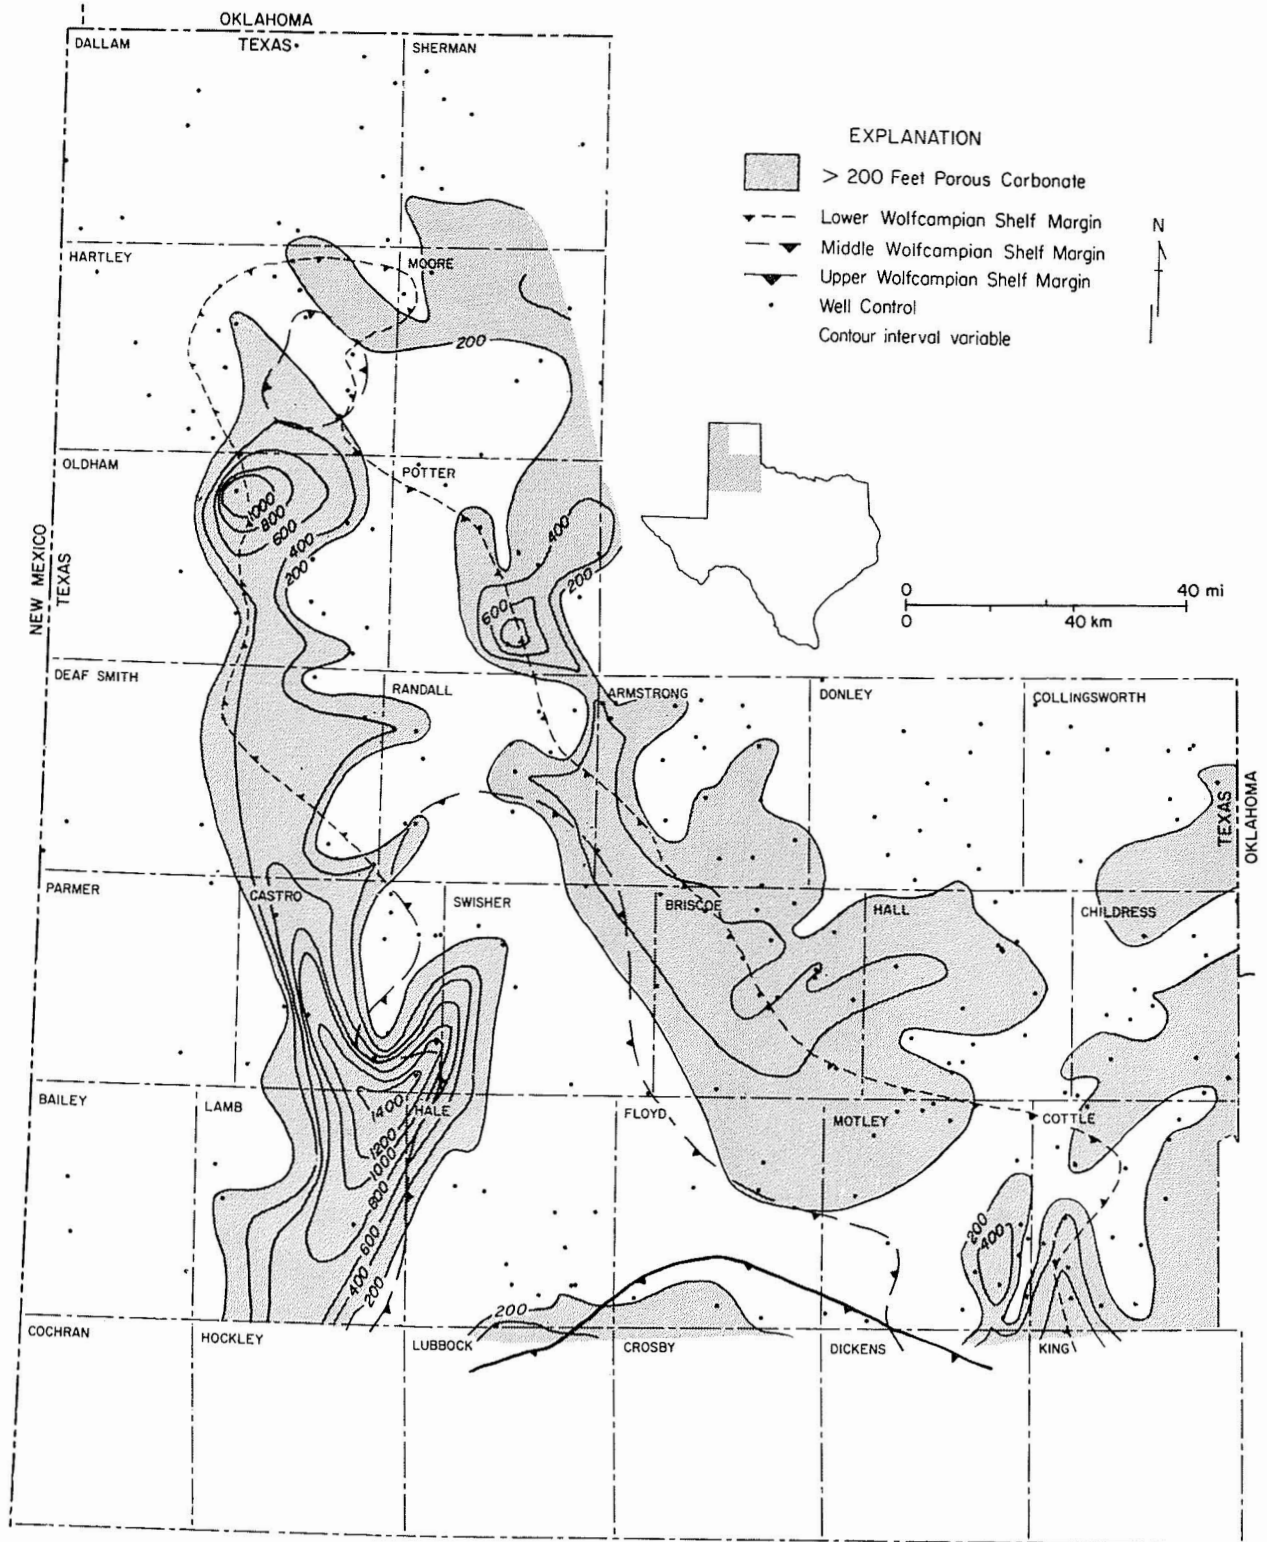 OKLAHOMA
TEXAS
DALLAM
SHERMAN
EXPLANATION
> 200 Feet Porous Carbonate
Lower Wolfcampian Shelf Margin
Middle Wolfcampian Shelf Margin
Upper Wolfcampian Shelf Margin
Well Control
Contour interval variable
N
HARTLEY
MOORE
200
OLDHAM
POTTER
1000
800
600
400
200
400
200
600
NEW MEXICO
TEXAS
0 40 mi
0 40 km
DEAF SMITH
RANDALL
ARMSTRONG
DONLEY
COLLINGSWORTH
TEXAS
OKLAHOMA
PARMER
CASTRO
SWISHER
BRISCOE
HALL
CHILDRESS
BAILEY
LAMB
HALE
FLOYD
MOTLEY
COTTLE
1400
1200
1000
800
600
400
200
200
400
200
COCHRAN
HOCKLEY
LUBBOCK
CROSBY
DICKENS
KING